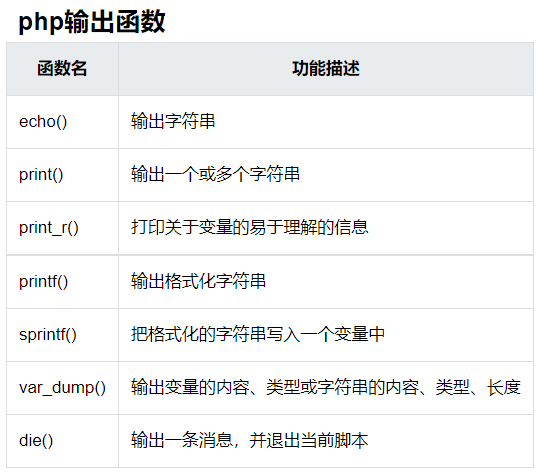 php输出函数
函数名 功能描述
echo() 输出字符串
print() 输出一个或多个字符串
print_r() 打印关于变量的易于理解的信息
printf() 输出格式化字符串
sprintf() 把格式化的字符串写入一个变量中
var_dump() 输出变量的内容、类型或字符串的内容、类型、长度
die() 输出一条消息，并退出当前脚本